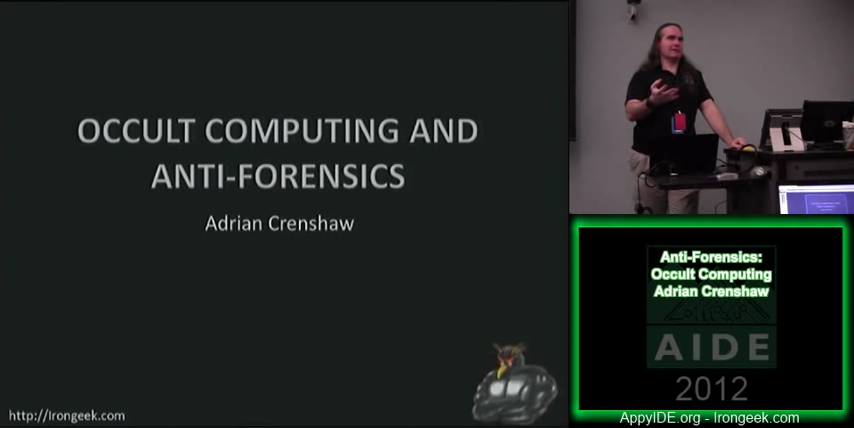 OCCULT COMPUTING AND
ANTI-FORENSICS
Adrian Crenshaw
http://Irongeek.com
Anti-Forensics:
Occult Computing
Adrian Crenshaw
AIDE
2012
AppyIDE.org - Irongeek.com